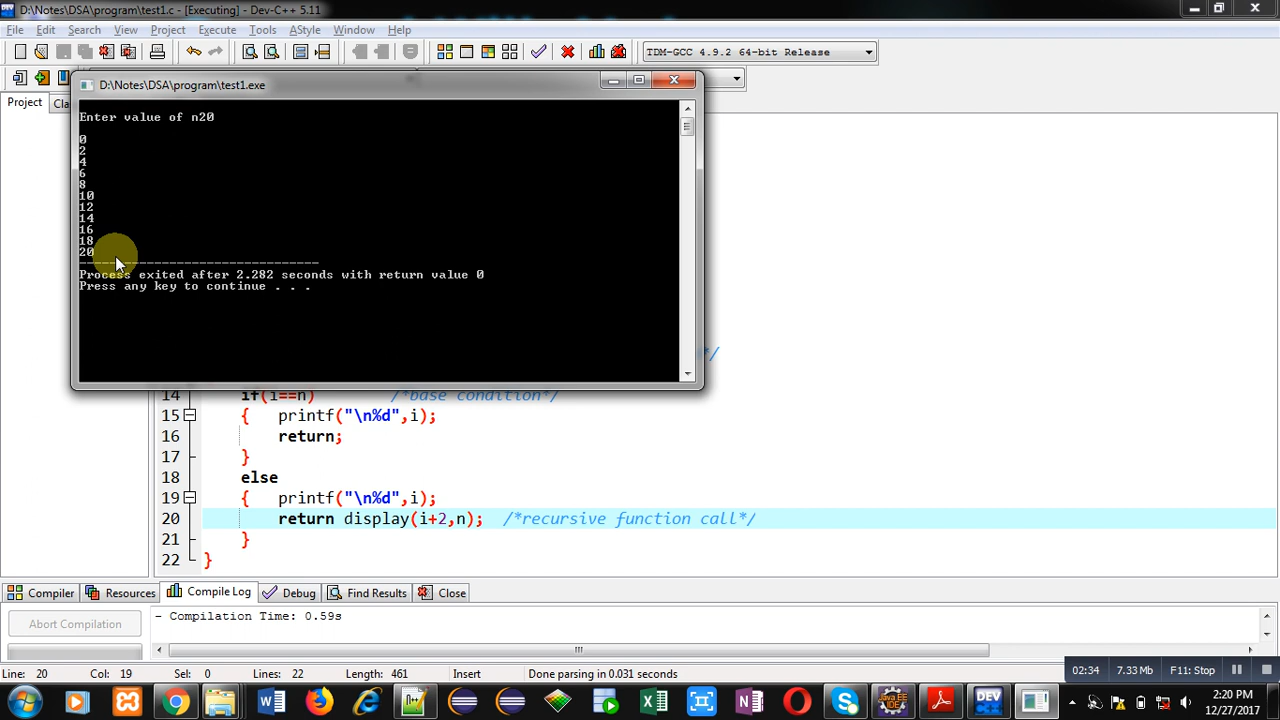 D:\Notes\DSA\program\test1.c - [Executing] - Dev-C++ 5.11
File Edit Search View Project Execute Tools AStyle Window Help
TDM-GCC 4.9.2 64-bit Release
D:\Notes\DSA\program\test1.exe
Project Cla
Enter value of n20
0
2
4
6
8
10
12
14
16
18
20
--------------------------------
Process exited after 2.282 seconds with return value 0
Press any key to continue . . .
*/
14 if(i==n) /*base condition*/
15 { printf("\n%d",i);
16 return;
17 }
18 else
19 { printf("\n%d",i);
20 return display(i+2,n); /*recursive function call*/
21 }
22 }
Compiler Resources Compile Log Debug Find Results Close
- Compilation Time: 0.59s
Abort Compilation
Line: 20 Col: 19 Sel: 0 Lines: 22 Length: 461 Insert Done parsing in 0.031 seconds
02:34 7.33 Mb F11: Stop
2:20 PM
12/27/2017